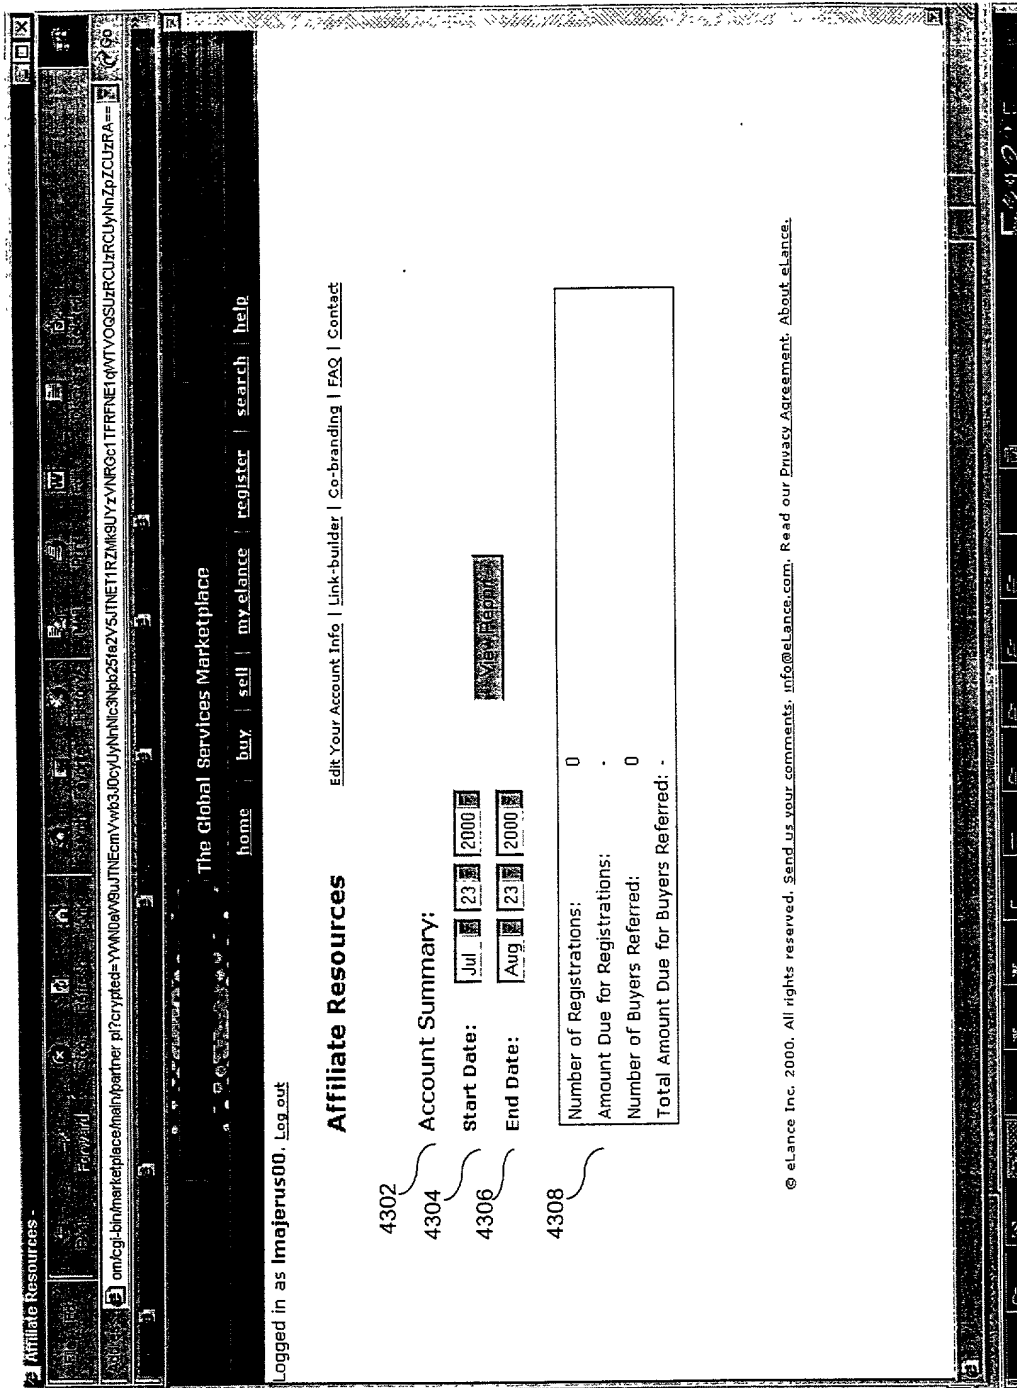 Affiliate Resources -
Forward
om/cgi-bin/marketplace/main/partner pl?crypted=
Go
The Global Services Marketplace
home | buy | sell | my elance | register | search | help
Logged in as lmajerus00. Log out
Affiliate Resources
Edit Your Account Info | Link-builder | Co-branding | FAQ | Contact
4302
Account Summary:
4304
Start Date: Jul 23 2000
View Report
4306
End Date: Aug 23 2000
4308
Number of Registrations: 0
Amount Due for Registrations: -
Number of Buyers Referred: 0
Total Amount Due for Buyers Referred: -
© eLance Inc. 2000. All rights reserved. Send us your comments. info@eLance.com. Read our Privacy Agreement. About eLance.